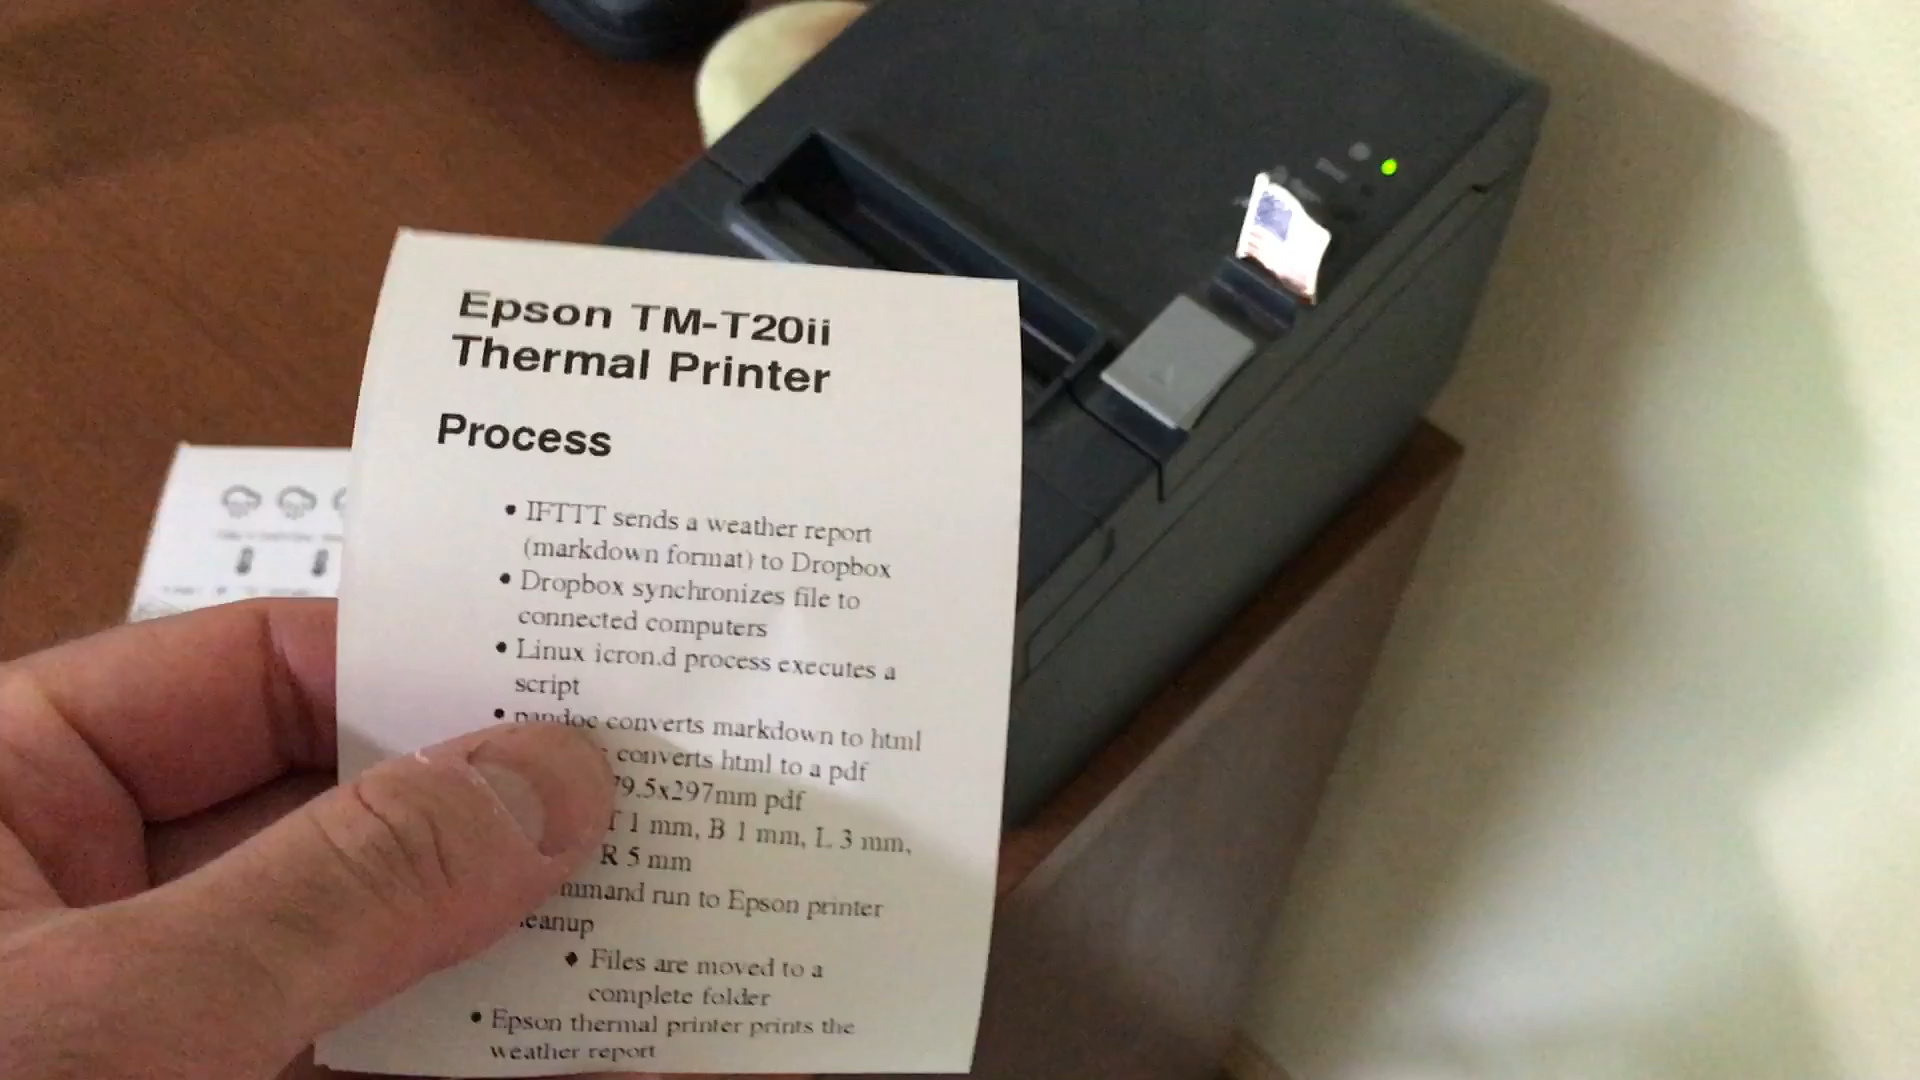 Epson TM-T20ii
Thermal Printer
Process
• IFTTT sends a weather report
(markdown format) to Dropbox
• Dropbox synchronizes file to
connected computers
• Linux icron.d process executes a
script
• pandoc converts markdown to html
converts html to a pdf
79.5x297mm pdf
T 1 mm, B 1 mm, L 3 mm,
R 5 mm
run to Epson printer
◆ Files are moved to a
complete folder
• Epson thermal printer prints the
weather report